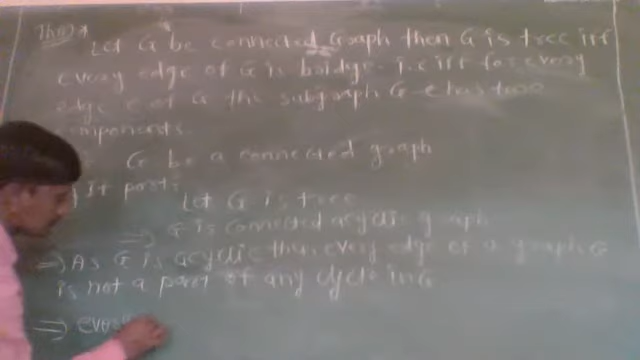 Thm:)*
Let G be connected Graph then G is tree iff
every edge of G is bridge. i.e iff for every
edge e of G the subgraph G-e has two
omponents.
G be a connected graph
) If part:
Let G is tree
=> G is connected acyclic graph
=> As G is acyclic then every edge of a graph G
is not a part of any cycle in G
=> every